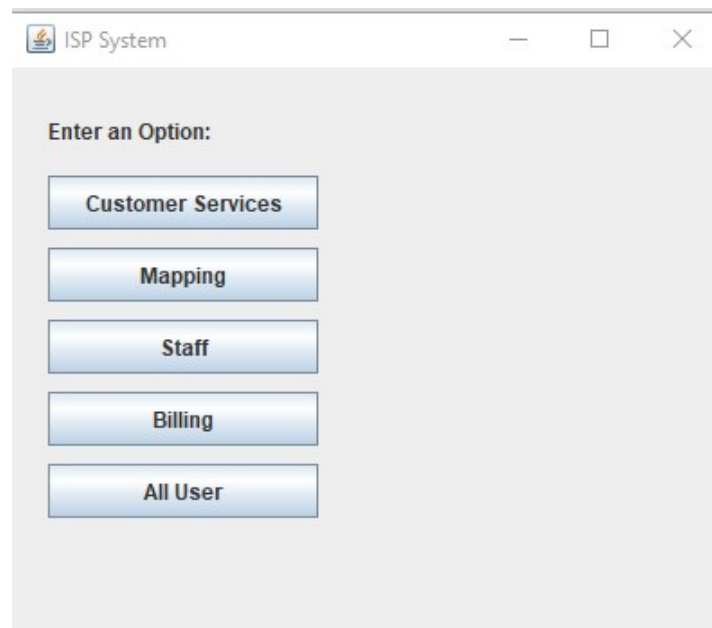 ISP System
Enter an Option:
Customer Services
Mapping
Staff
Billing
All User